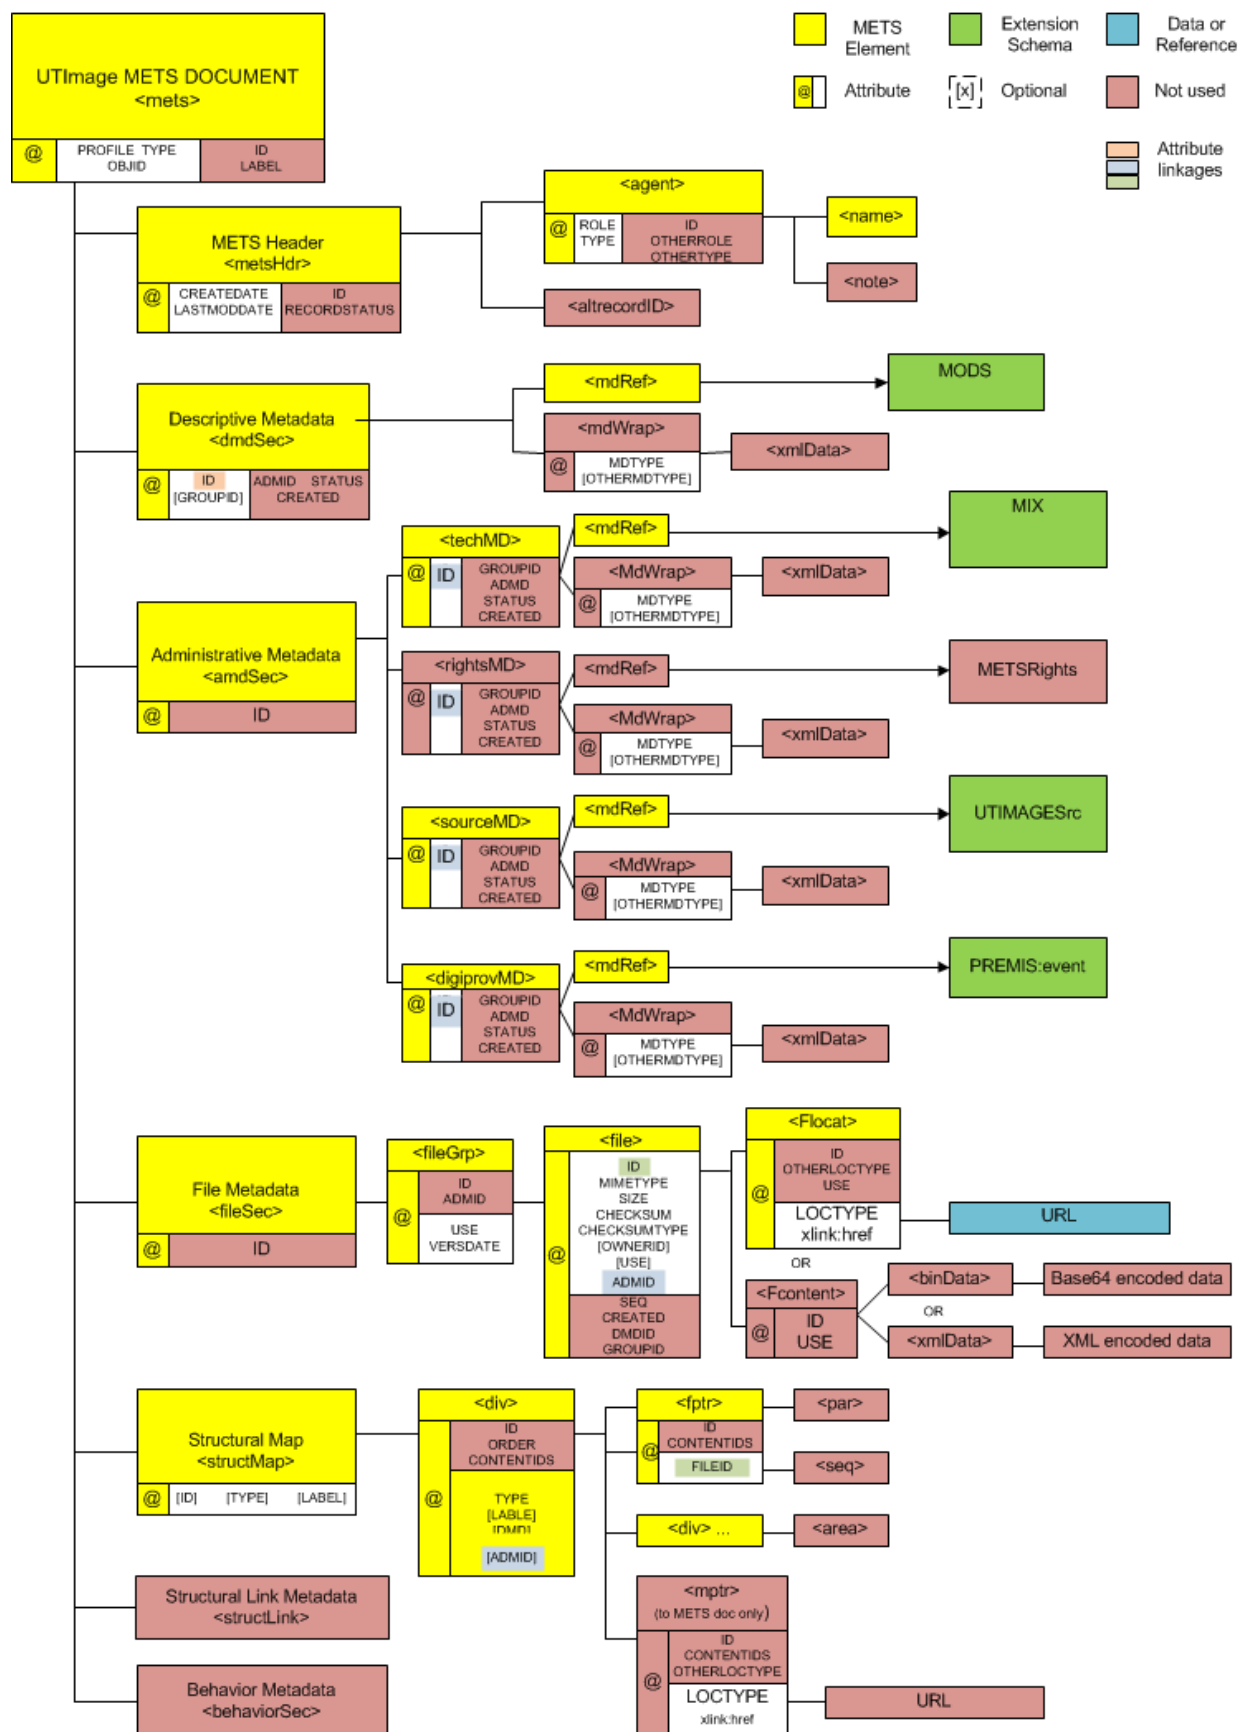 UTImage METS DOCUMENT
<mets>
@
PROFILE TYPE
OBJID
ID
LABEL
METS
Element
Extension
Schema
Data or
Reference
@
Attribute
[x]
Optional
Not used
Attribute
linkages
METS Header
<metsHdr>
@
CREATEDATE
LASTMODDATE
ID
RECORDSTATUS
<agent>
@
ROLE
TYPE
ID
OTHERROLE
OTHERTYPE
<name>
<note>
<altrecordID>
Descriptive Metadata
<dmdSec>
@
ID
[GROUPID]
ADMID STATUS
CREATED
<mdRef>
MODS
<mdWrap>
@
MDTYPE
[OTHERMDTYPE]
<xmlData>
Administrative Metadata
<amdSec>
@
ID
<techMD>
@
ID
GROUPID
ADMD
STATUS
CREATED
<mdRef>
MIX
<MdWrap>
@
MDTYPE
[OTHERMDTYPE]
<xmlData>
<rightsMD>
@
ID
GROUPID
ADMD
STATUS
CREATED
<mdRef>
METSRights
<MdWrap>
@
MDTYPE
[OTHERMDTYPE]
<xmlData>
<sourceMD>
@
ID
GROUPID
ADMD
STATUS
CREATED
<mdRef>
UTIMAGESrc
<MdWrap>
@
MDTYPE
[OTHERMDTYPE]
<xmlData>
<digiprovMD>
@
ID
GROUPID
ADMD
STATUS
CREATED
<mdRef>
PREMIS:event
<MdWrap>
@
MDTYPE
[OTHERMDTYPE]
<xmlData>
File Metadata
<fileSec>
@
ID
<fileGrp>
@
ID
ADMID
USE
VERSDATE
<file>
@
ID
MIMETYPE
SIZE
CHECKSUM
CHECKSUMTYPE
[OWNERID]
[USE]
ADMID
SEQ
CREATED
DMDID
GROUPID
<Flocat>
@
ID
OTHERLOCTYPE
USE
LOCTYPE
xlink:href
URL
OR
<Fcontent>
@
ID
USE
<binData>
Base64 encoded data
OR
<xmlData>
XML encoded data
Structural Map
<structMap>
@
[ID] [TYPE] [LABEL]
<div>
@
ID
ORDER
CONTENTIDS
TYPE
[LABLE]
[ADMID]
<fptr>
@
ID
CONTENTIDS
FILEID
<par>
<seq>
<div> ...
<area>
<mptr>
(to METS doc only)
@
ID
CONTENTIDS
OTHERLOCTYPE
LOCTYPE
xlink:href
URL
Structural Link Metadata
<structLink>
Behavior Metadata
<behaviorSec>